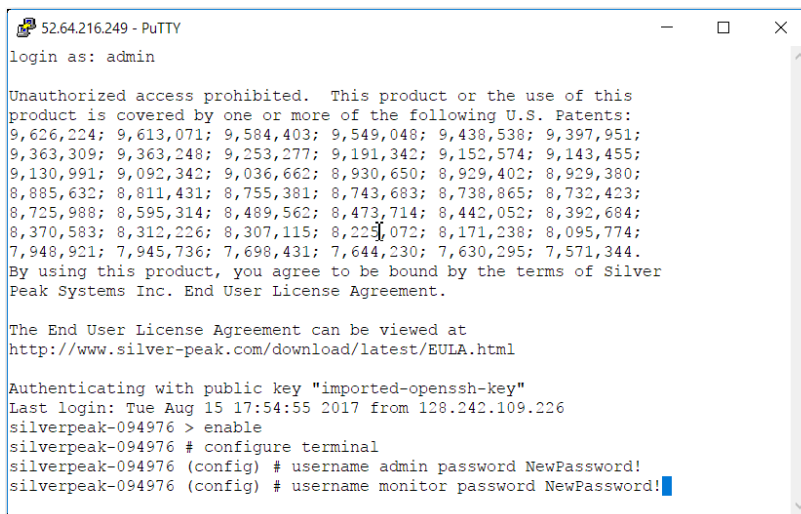 52.64.216.249 - PuTTY
login as: admin
Unauthorized access prohibited.  This product or the use of this
product is covered by one or more of the following U.S. Patents:
9,626,224; 9,613,071; 9,584,403; 9,549,048; 9,438,538; 9,397,951;
9,363,309; 9,363,248; 9,253,277; 9,191,342; 9,152,574; 9,143,455;
9,130,991; 9,092,342; 9,036,662; 8,930,650; 8,929,402; 8,929,380;
8,885,632; 8,811,431; 8,755,381; 8,743,683; 8,738,865; 8,732,423;
8,725,988; 8,595,314; 8,489,562; 8,473,714; 8,442,052; 8,392,684;
8,370,583; 8,312,226; 8,307,115; 8,225,072; 8,171,238; 8,095,774;
7,948,921; 7,945,736; 7,698,431; 7,644,230; 7,630,295; 7,571,344.
By using this product, you agree to be bound by the terms of Silver
Peak Systems Inc. End User License Agreement.
The End User License Agreement can be viewed at
http://www.silver-peak.com/download/latest/EULA.html
Authenticating with public key "imported-openssh-key"
Last login: Tue Aug 15 17:54:55 2017 from 128.242.109.226
silverpeak-094976 > enable
silverpeak-094976 # configure terminal
silverpeak-094976 (config) # username admin password NewPassword!
silverpeak-094976 (config) # username monitor password NewPassword!